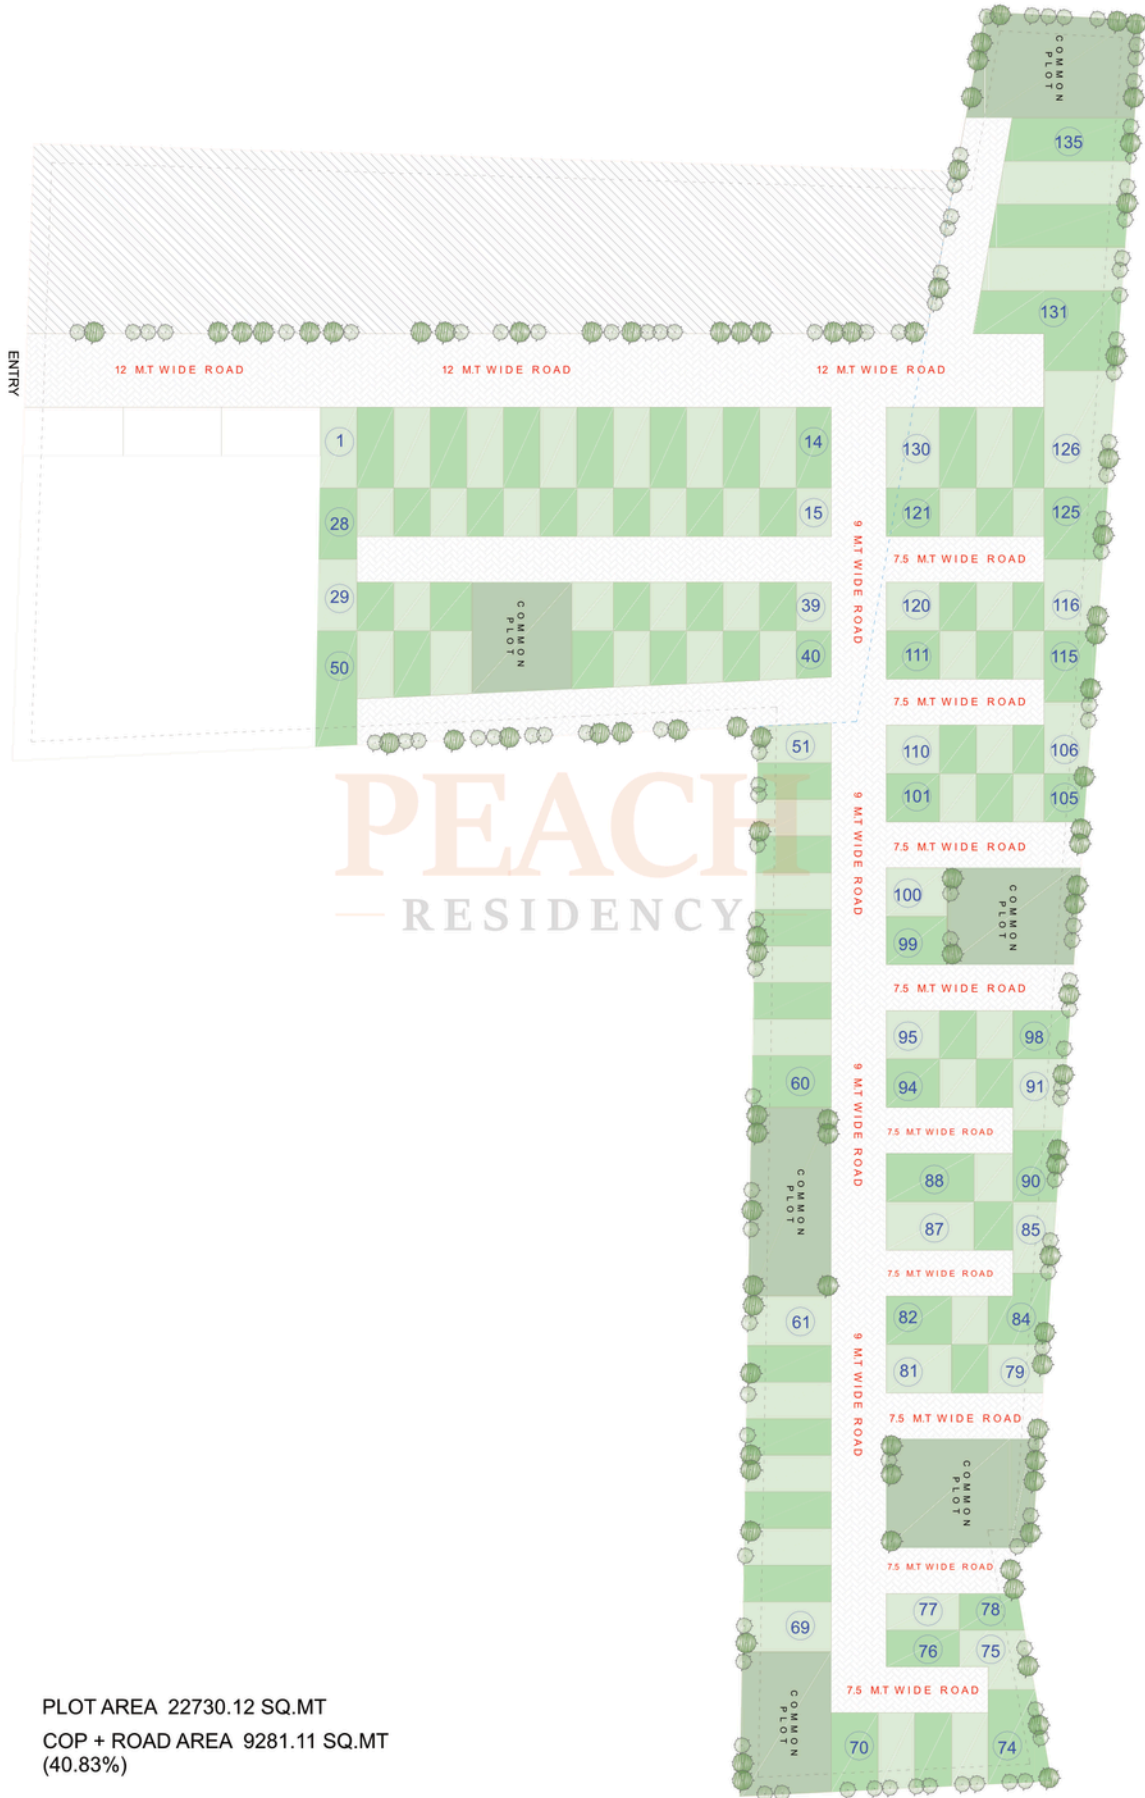 COMMON
PLOT
135
131
ENTRY
12 M.T WIDE ROAD
12 M.T WIDE ROAD
12 M.T WIDE ROAD
1
14
130
126
28
15
121
125
9 M.T WIDE ROAD
7.5 M.T WIDE ROAD
29
COMMON
PLOT
39
120
116
50
40
111
115
7.5 M.T WIDE ROAD
51
110
106
PEACH
RESIDENCY
9 M.T WIDE ROAD
101
105
7.5 M.T WIDE ROAD
100
COMMON
PLOT
99
7.5 M.T WIDE ROAD
95
98
60
9 M.T WIDE ROAD
94
91
7.5 M.T WIDE ROAD
COMMON
PLOT
88
90
87
85
7.5 M.T WIDE ROAD
61
82
84
9 M.T WIDE ROAD
81
79
7.5 M.T WIDE ROAD
COMMON
PLOT
7.5 M.T WIDE ROAD
69
77
78
76
75
7.5 M.T WIDE ROAD
COMMON
PLOT
70
74
PLOT AREA 22730.12 SQ.MT
COP + ROAD AREA 9281.11 SQ.MT
(40.83%)